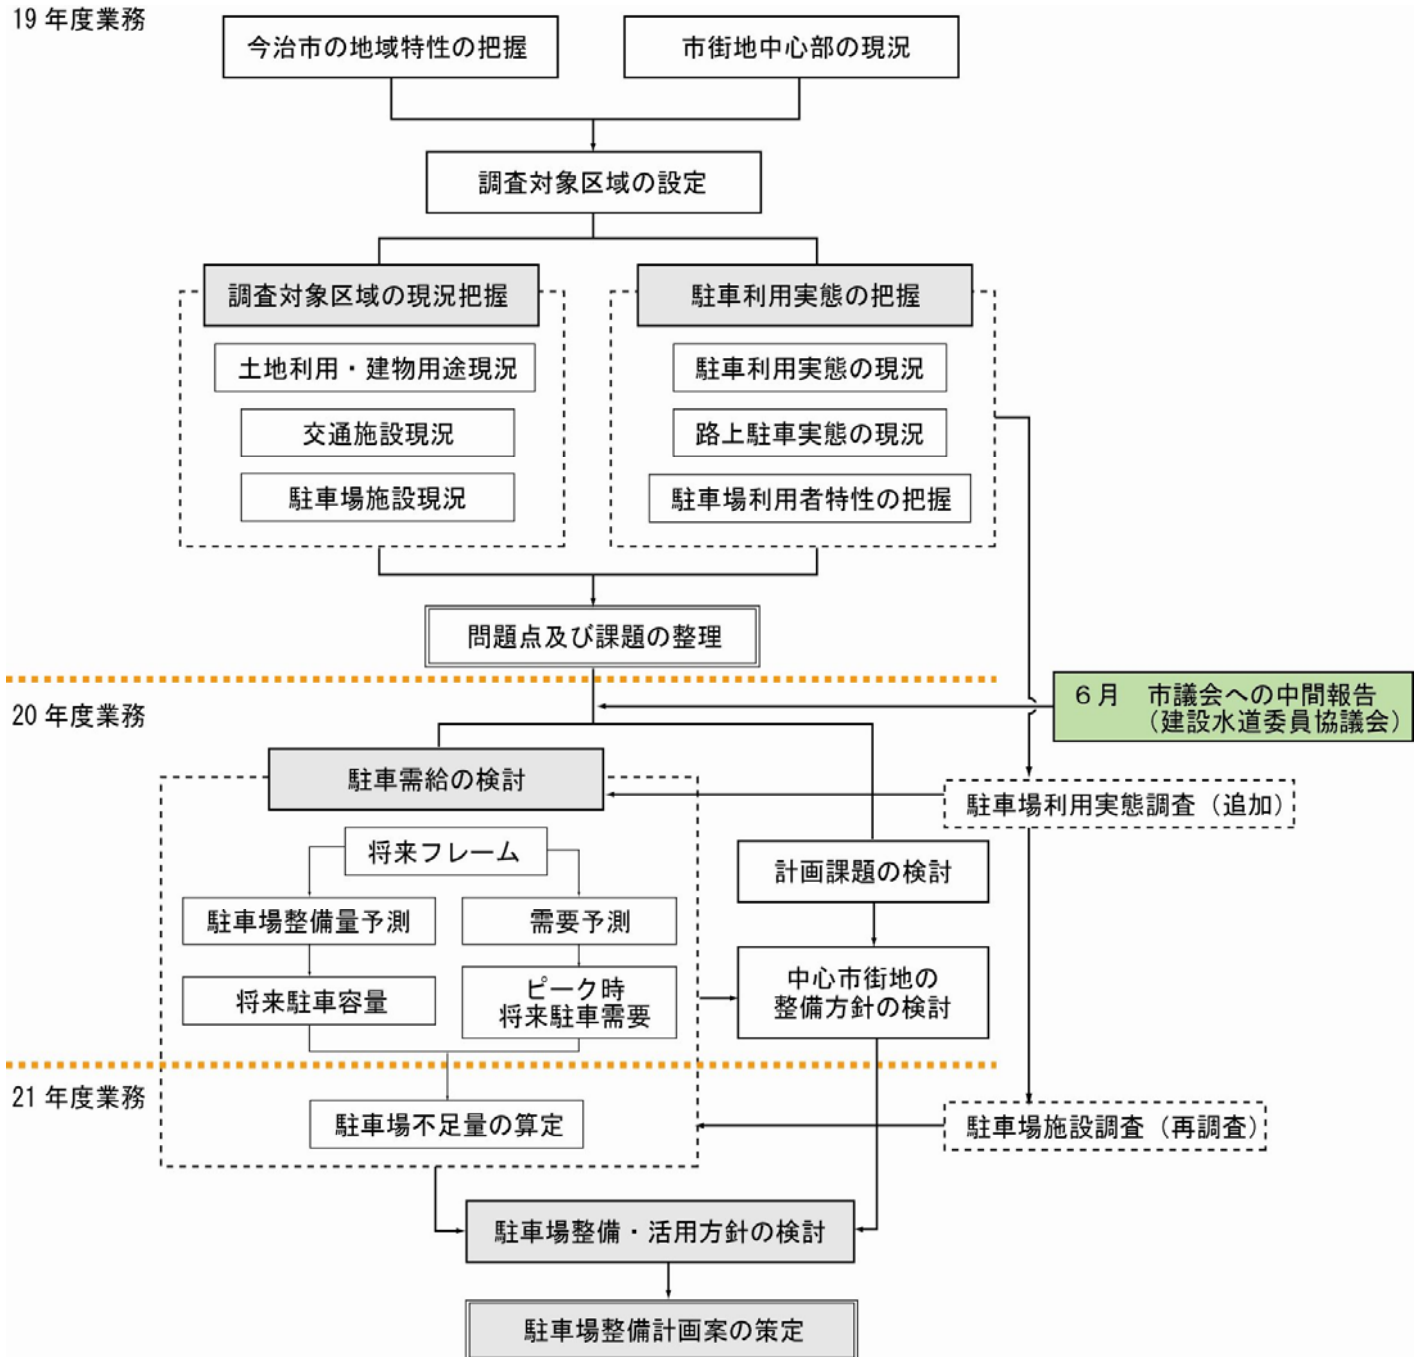 19 年度業務
今治市の地域特性の把握
市街地中心部の現況
調査対象区域の設定
調査対象区域の現況把握
駐車利用実態の把握
土地利用・建物用途現況
駐車利用実態の現況
交通施設現況
路上駐車実態の現況
駐車場施設現況
駐車場利用者特性の把握
問題点及び課題の整理
20 年度業務
6月 市議会への中間報告
(建設水道委員協議会)
駐車需給の検討
駐車場利用実態調査(追加)
将来フレーム
計画課題の検討
駐車場整備量予測
需要予測
将来駐車容量
ピーク時
将来駐車需要
中心市街地の
整備方針の検討
21 年度業務
駐車場不足量の算定
駐車場施設調査(再調査)
駐車場整備・活用方針の検討
駐車場整備計画案の策定